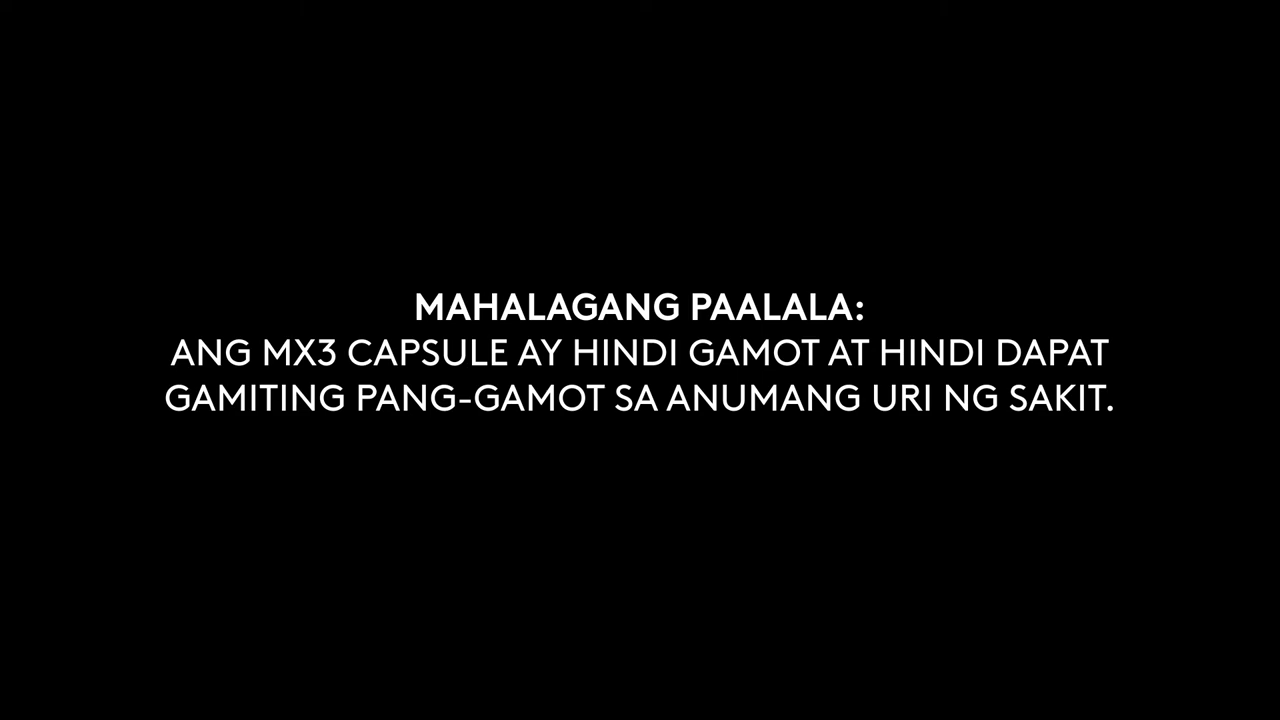 MAHALAGANG PAALALA:
ANG MX3 CAPSULE AY HINDI GAMOT AT HINDI DAPAT
GAMITING PANG-GAMOT SA ANUMANG URI NG SAKIT.